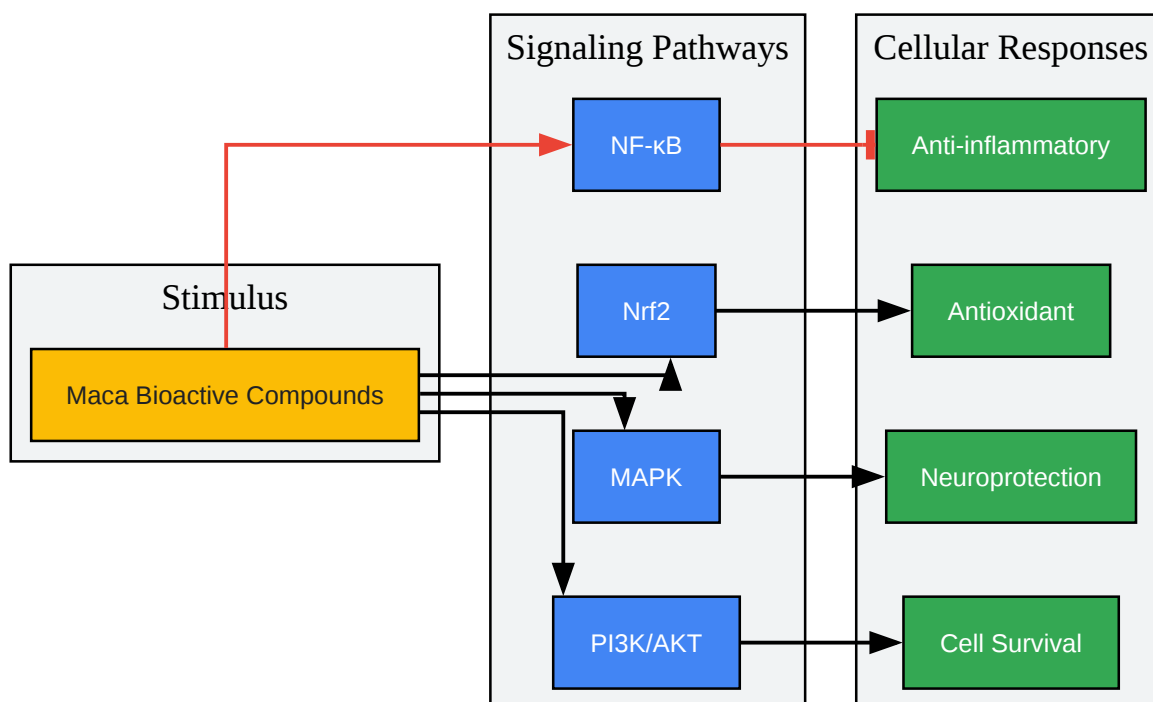 Signaling Pathways
Cellular Responses
NF-κB
Anti-inflammatory
Stimulus
Nrf2
Antioxidant
Maca Bioactive Compounds
MAPK
Neuroprotection
PI3K/AKT
Cell Survival